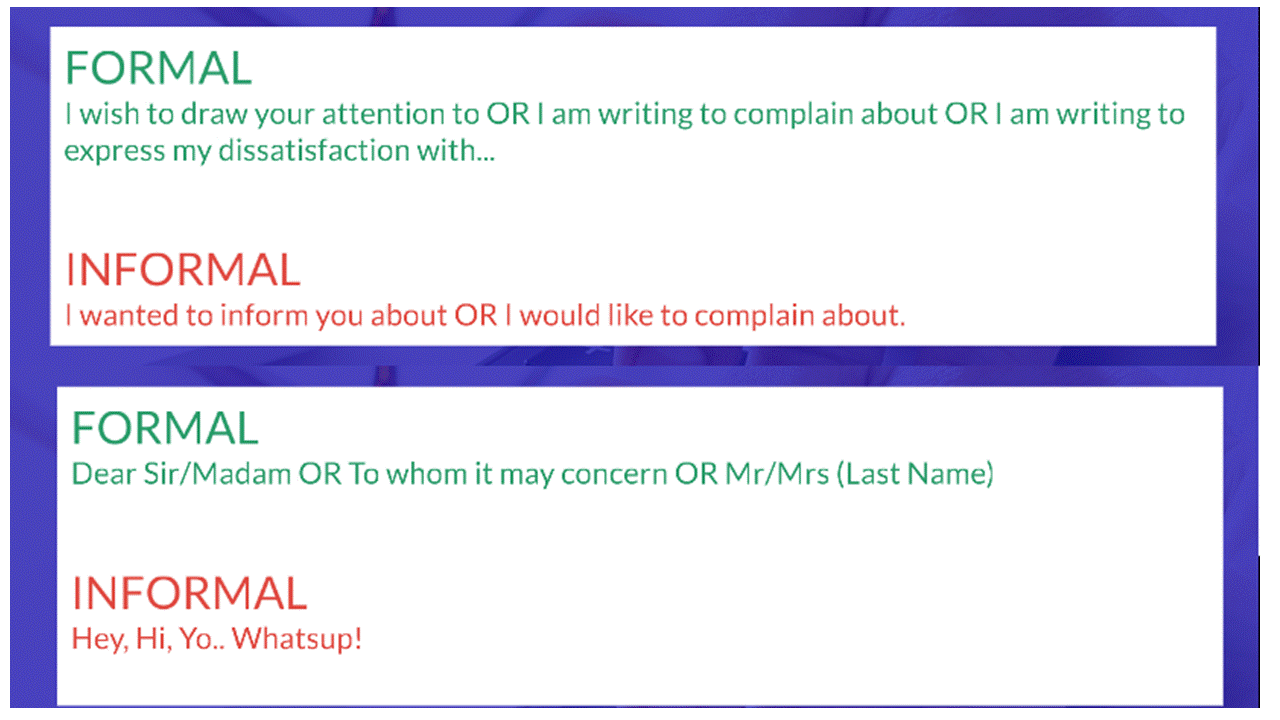 FORMAL
I wish to draw your attention to OR I am writing to complain about OR I am writing to
express my dissatisfaction with...
INFORMAL
I wanted to inform you about OR I would like to complain about.
FORMAL
Dear Sir/Madam OR To whom it may concern OR Mr/Mrs (Last Name)
INFORMAL
Hey, Hi, Yo.. Whatsup!